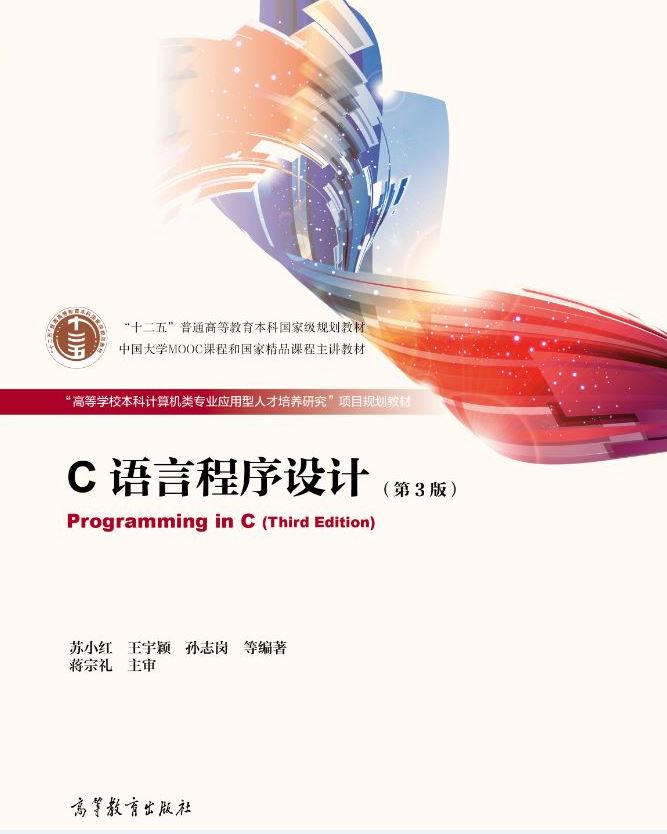 “十二五”普通高等教育本科国家级规划教材
中国大学MOOC课程和国家精品课程主讲教材
“高等学校本科计算机类专业应用型人才培养研究”项目规划教材
C 语言程序设计(第 3 版)
Programming in C (Third Edition)
苏小红 王宇颖 孙志岗 等编著
蒋宗礼 主审
高等教育出版社